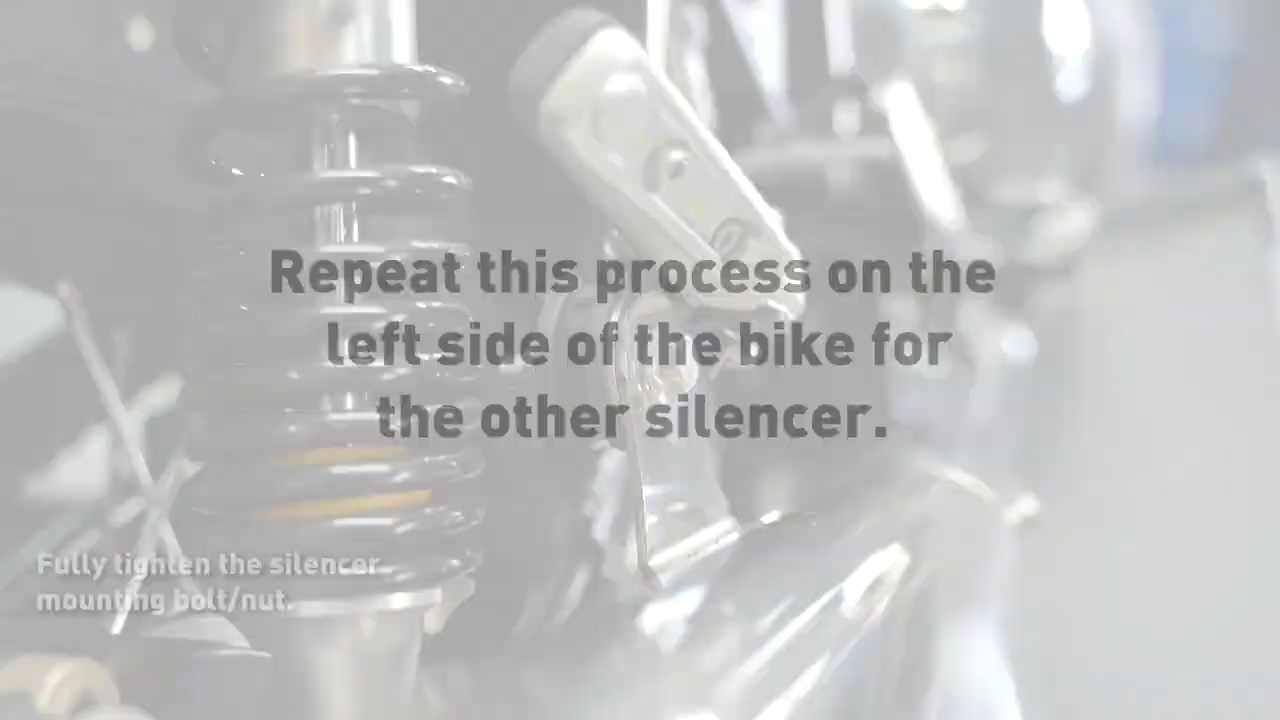 Repeat this process on the
left side of the bike for
the other silencer.
Fully tighten the silencer
mounting bolt/nut.